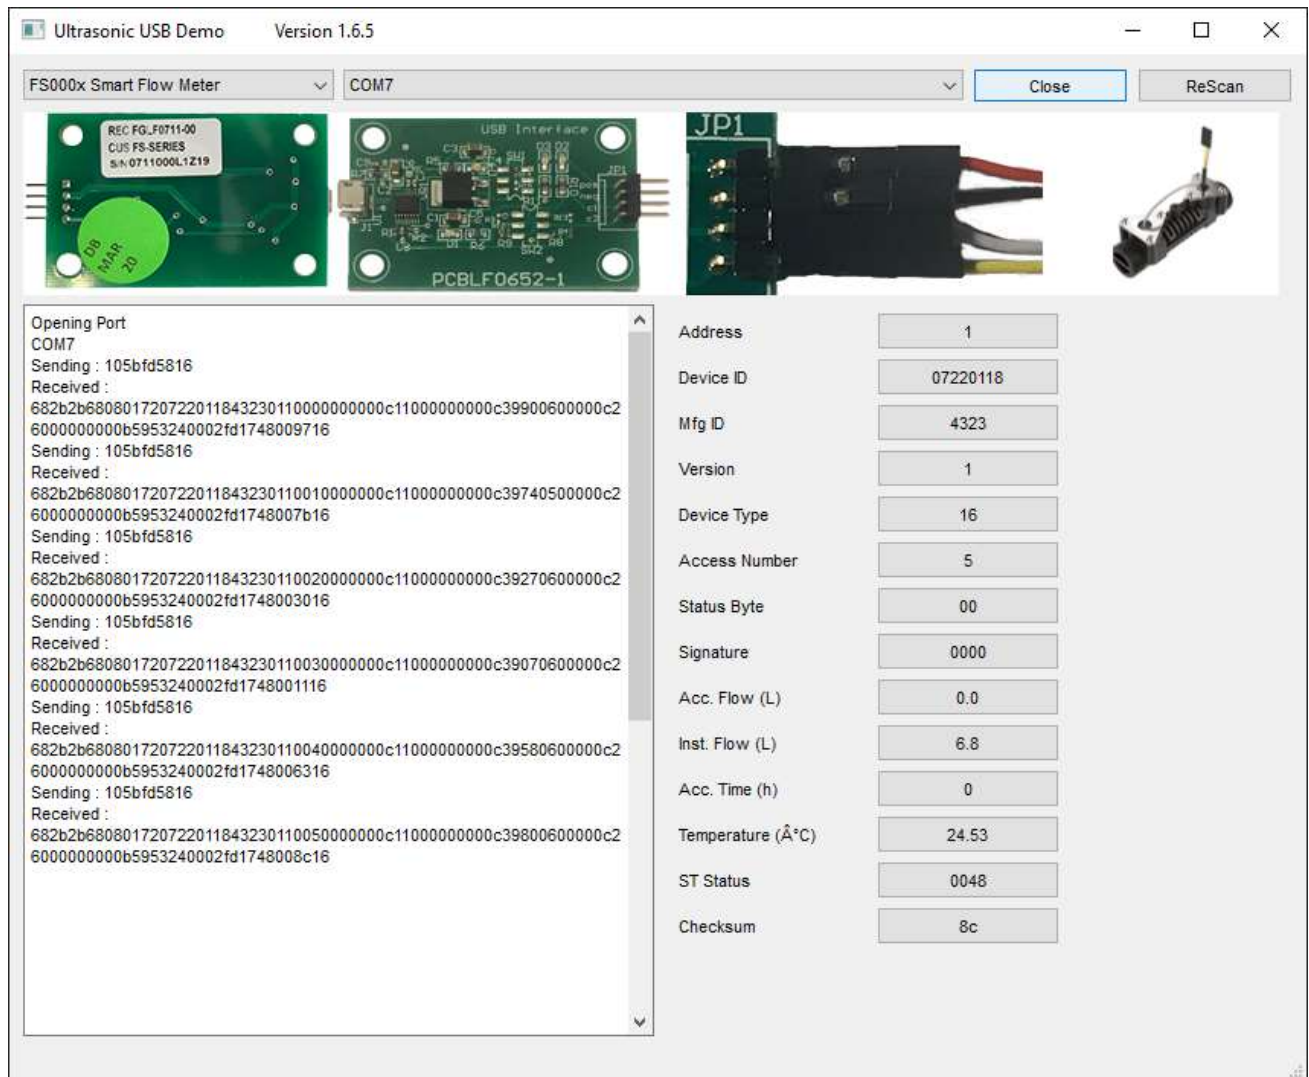 Ultrasonic USB Demo Version 1.6.5
FS000x Smart Flow Meter COM7 Close ReScan
REC FGLF0711-00
CUS FS-SERIES
S/N 0711000L1Z19
DB
MAR
20
USB Interface
JP1
PCBLF0652-1
JP1
Opening Port
COM7
Sending : 105bfd5816
Received :
682b2b6808017207220118432301100000000000c11000000000c39900600000c2
6000000000b5953240002fd1748009716
Sending : 105bfd5816
Received :
682b2b680801720722011843230110010000000c11000000000c39740500000c2
6000000000b5953240002fd1748007b16
Sending : 105bfd5816
Received :
682b2b680801720722011843230110020000000c11000000000c39270600000c2
6000000000b5953240002fd1748003016
Sending : 105bfd5816
Received :
682b2b680801720722011843230110030000000c11000000000c39070600000c2
6000000000b5953240002fd1748001116
Sending : 105bfd5816
Received :
682b2b680801720722011843230110040000000c11000000000c39580600000c2
6000000000b5953240002fd1748006316
Sending : 105bfd5816
Received :
682b2b680801720722011843230110050000000c11000000000c39800600000c2
6000000000b5953240002fd1748008c16
Address 1
Device ID 07220118
Mfg ID 4323
Version 1
Device Type 16
Access Number 5
Status Byte 00
Signature 0000
Acc. Flow (L) 0.0
Inst. Flow (L) 6.8
Acc. Time (h) 0
Temperature (Â°C) 24.53
ST Status 0048
Checksum 8c